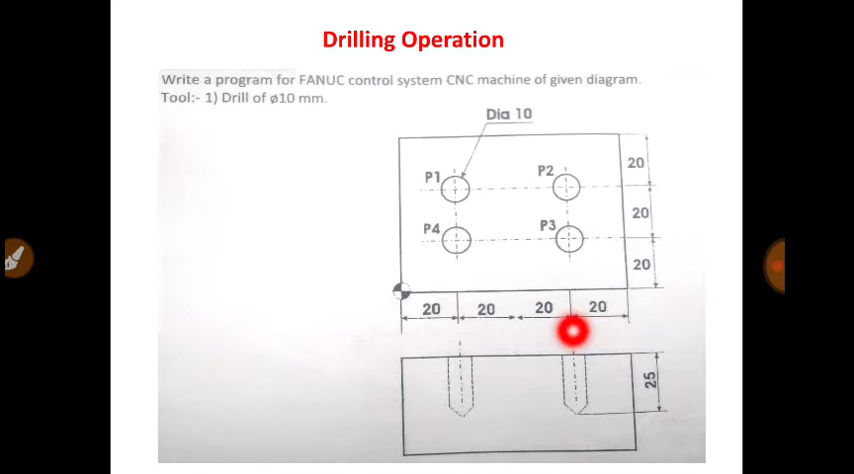 Drilling Operation
Write a program for FANUC control system CNC machine of given diagram.
Tool:- 1) Drill of ø10 mm.
Dia 10
P1
P2
20
P4
P3
20
20
20
20
20
20
25